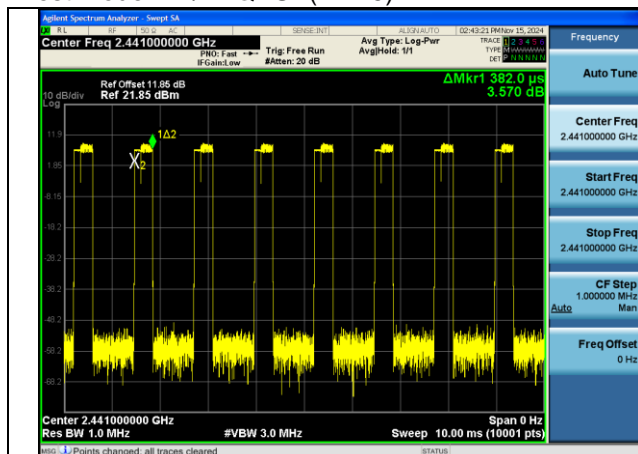 Agilent Spectrum Analyzer - Swept SA
RL RF 50 Ω AC SENSE:INT ALIGN AUTO 02:43:21 PM Nov 15, 2024
Center Freq 2.441000000 GHz
PNO: Fast
IFGain:Low
Trig: Free Run
#Atten: 20 dB
Avg Type: Log-Pwr
Avg|Hold: 1/1
TRACE 1 2 3 4 5 6
TYPE MWWWWW
DET P N N N N N
ΔMkr1 382.0 µs
3.570 dB
Ref Offset 11.85 dB
Ref 21.85 dBm
10 dB/div
Log
11.9
1.85
-8.15
-18.2
-28.2
-38.2
-48.2
-58.2
-68.2
1Δ2
X2
Center 2.441000000 GHz
Span 0 Hz
Res BW 1.0 MHz
#VBW 3.0 MHz
Sweep 10.00 ms (10001 pts)
MSG Points changed; all traces cleared
STATUS
Frequency
Auto Tune
Center Freq
2.441000000 GHz
Start Freq
2.441000000 GHz
Stop Freq
2.441000000 GHz
CF Step
1.000000 MHz
Auto Man
Freq Offset
0 Hz